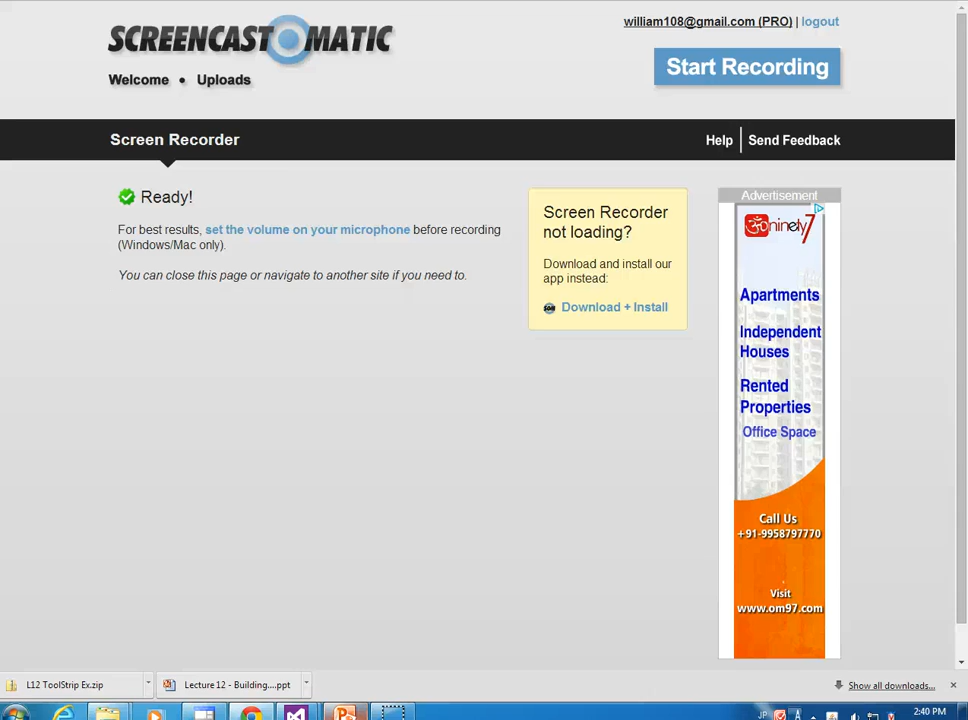 SCREENCAST MATIC
william108@gmail.com (PRO) | logout
Start Recording
Welcome • Uploads
Screen Recorder
Help
Send Feedback
Ready!
For best results, set the volume on your microphone before recording
(Windows/Mac only).
You can close this page or navigate to another site if you need to.
Screen Recorder
not loading?
Download and install our
app instead:
Download + Install
Advertisement
ninety7
Apartments
Independent
Houses
Rented
Properties
Office Space
Call Us
+91-9958797770
Visit
www.om97.com
L12 ToolStrip Ex.zip
Lecture 12 - Building....ppt
Show all downloads...
JP
2:40 PM